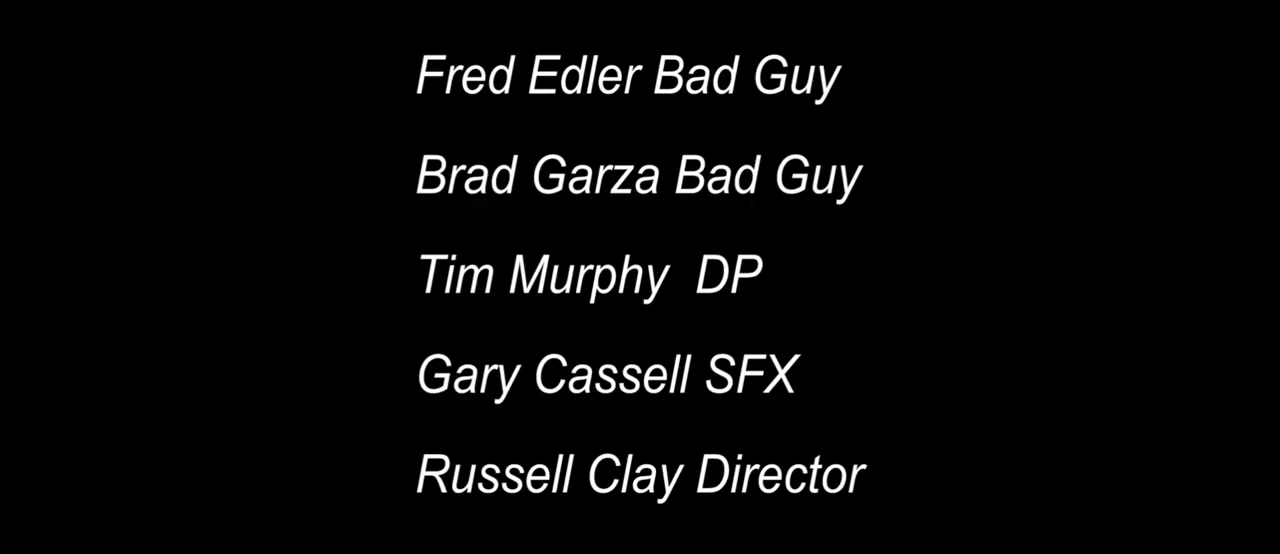 Fred Edler Bad Guy
Brad Garza Bad Guy
Tim Murphy  DP
Gary Cassell SFX
Russell Clay Director